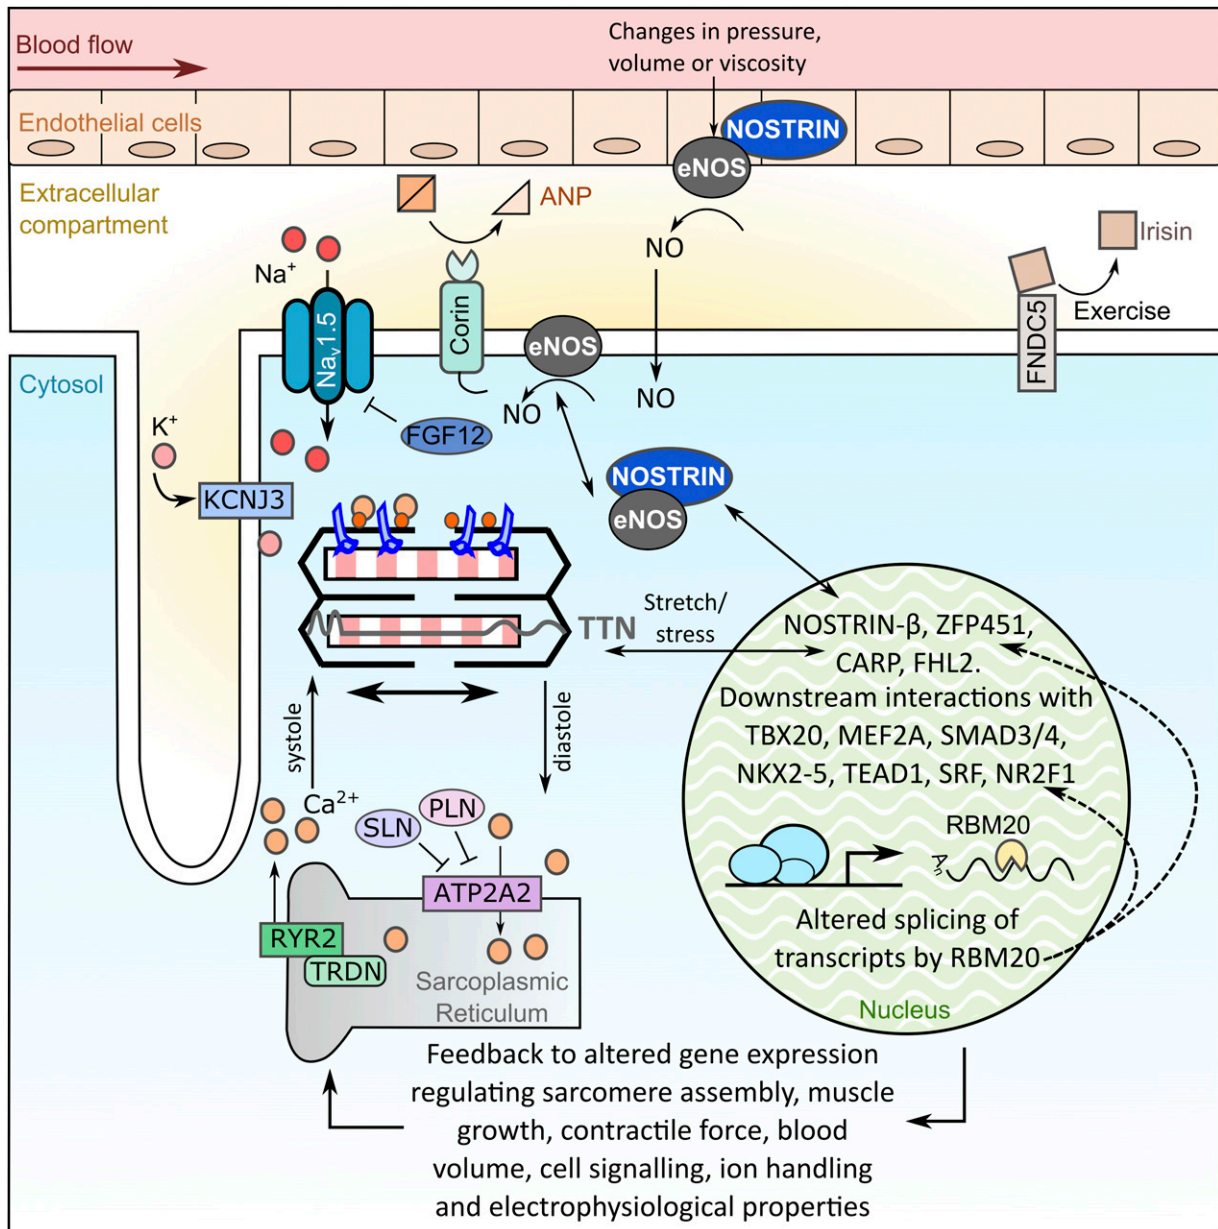 Blood flow
Changes in pressure,
volume or viscosity
Endothelial cells
NOSTRIN
eNOS
Extracellular
compartment
ANP
NO
Irisin
Na⁺
Naᵥ1.5
Corin
eNOS
Exercise
FNDC5
Cytosol
NO
NO
FGF12
K⁺
KCNJ3
NOSTRIN
eNOS
TTN
Stretch/
stress
NOSTRIN-β, ZFP451,
CARP, FHL2.
Downstream interactions with
TBX20, MEF2A, SMAD3/4,
NKX2-5, TEAD1, SRF, NR2F1
systole
diastole
Ca²⁺
PLN
SLN
RBM20
Aₙ
ATP2A2
Altered splicing of
transcripts by RBM20
RYR2
TRDN
Sarcoplasmic
Reticulum
Nucleus
Feedback to altered gene expression
regulating sarcomere assembly, muscle
growth, contractile force, blood
volume, cell signalling, ion handling
and electrophysiological properties